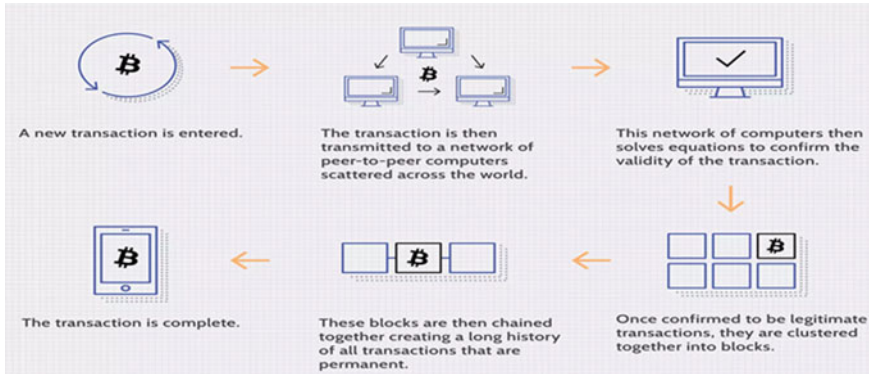 A new transaction is entered.
The transaction is then
transmitted to a network of
peer-to-peer computers
scattered across the world.
This network of computers then
solves equations to confirm the
validity of the transaction.
Once confirmed to be legitimate
transactions, they are clustered
together into blocks.
These blocks are then chained
together creating a long history
of all transactions that are
permanent.
The transaction is complete.